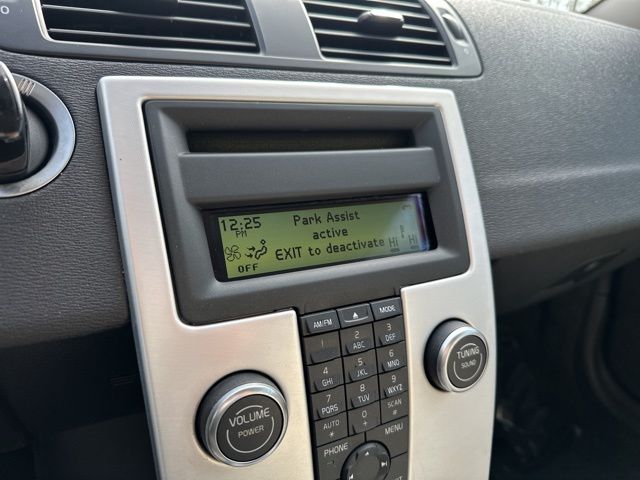 12:25
PM
Park Assist
active
EXIT to deactivate
OFF
HI HI
AM/FM
MODE
1
2
ABC
3
DEF
4
GHI
5
JKL
6
MNO
7
PQRS
8
TUV
9
WXYZ
AUTO
*
0
SCAN
#
PHONE
MENU
VOLUME
POWER
TUNING
SOUND